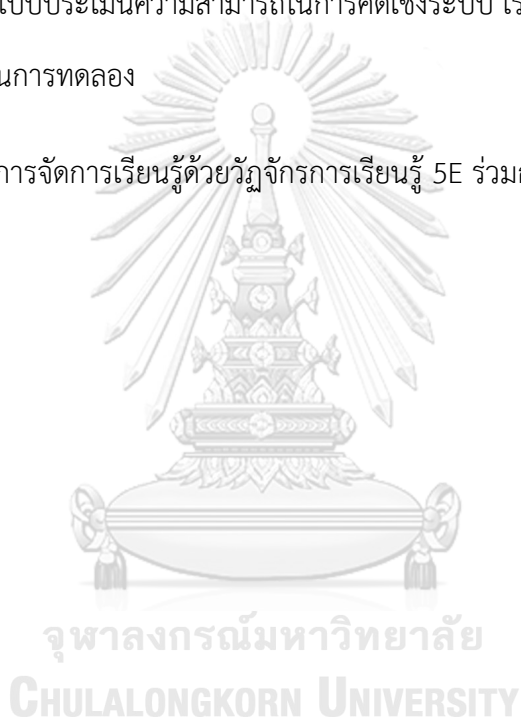 แบบประเมินความสามารถในการคิดเชิงระบบ
นการทดลอง
การจัดการเรียนรู้ด้วยวัฏจักรการเรียนรู้ 5E
จุฬาลงกรณ์มหาวิทยาลัย
CHULALONGKORN UNIVERSITY